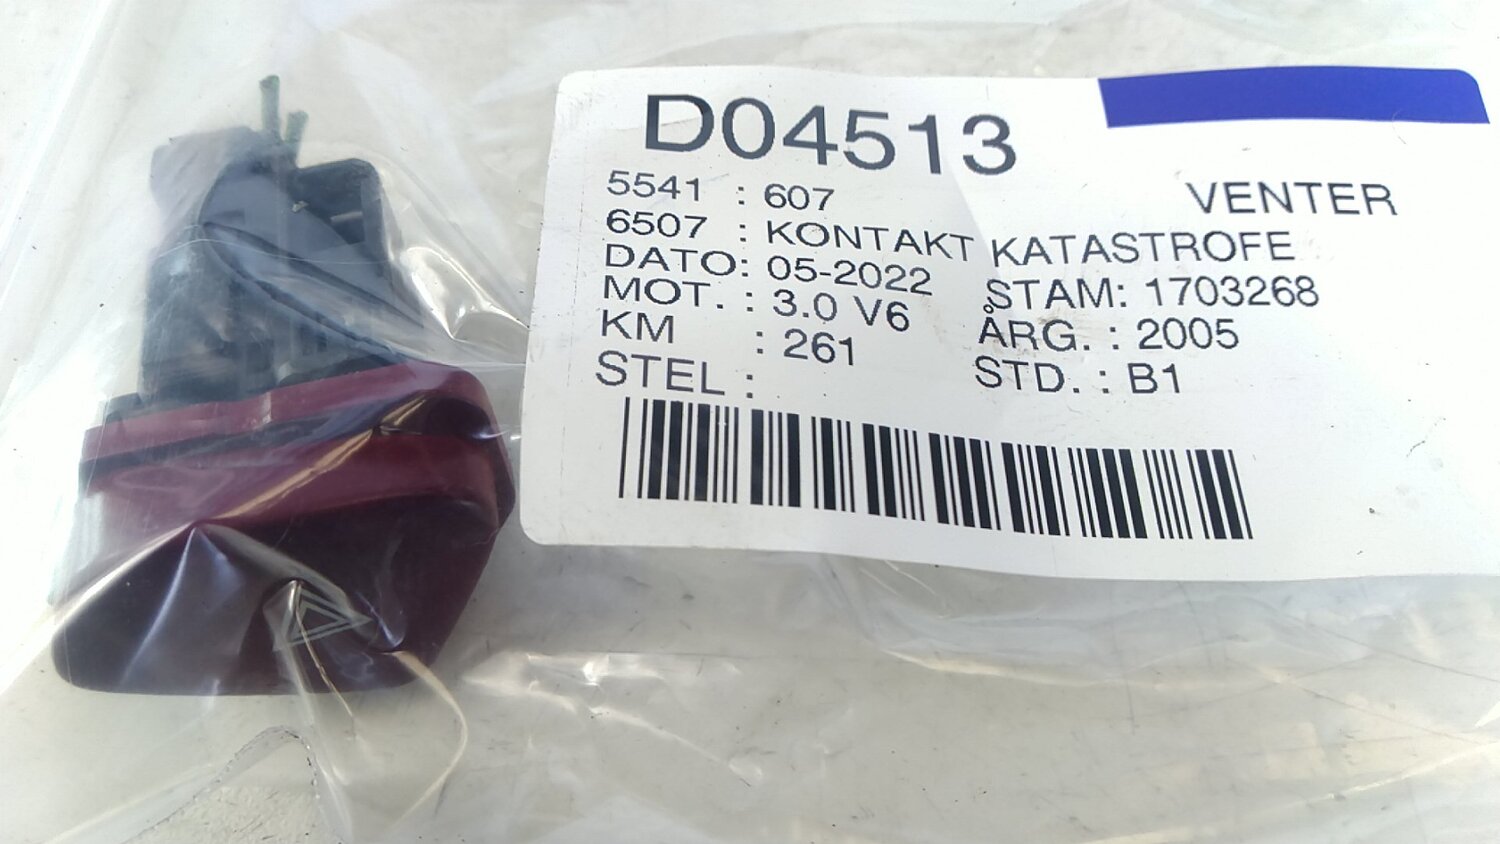 D04513
5541 : 607 VENTER
6507 : KONTAKT KATASTROFE
DATO: 05-2022 STAM: 1703268
MOT. : 3.0 V6 ÅRG. : 2005
KM : 261 STD. : B1
STEL :